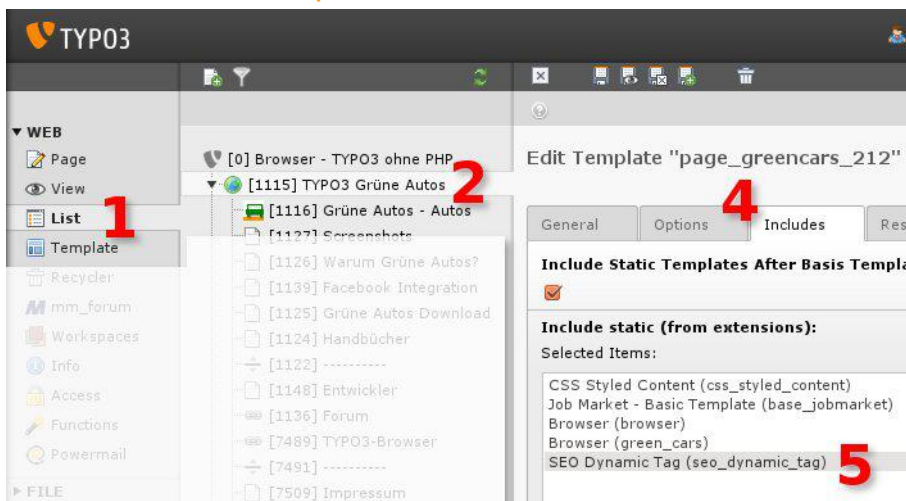 TYPO3
WEB
Page
View
List
Template
Recycler
mm_forum
Workspaces
Info
Access
Functions
Powermail
FILE
1
[0] Browser - TYPO3 ohne PHP
[1115] TYPO3 Grüne Autos
2
[1116] Grüne Autos - Autos
[1127] Screenshots
[1126] Warum Grüne Autos?
[1139] Facebook Integration
[1125] Grüne Autos Download
[1124] Handbücher
[1122] ----------
[1148] Entwickler
[1136] Forum
[7489] TYPO3-Browser
[7491] ----------
[7509] Impressum
Edit Template "page_greencars_212"
4
General Options Includes Res
Include Static Templates After Basis Templa
Include static (from extensions):
Selected Items:
CSS Styled Content (css_styled_content)
Job Market - Basic Template (base_jobmarket)
Browser (browser)
Browser (green_cars)
SEO Dynamic Tag (seo_dynamic_tag)
5